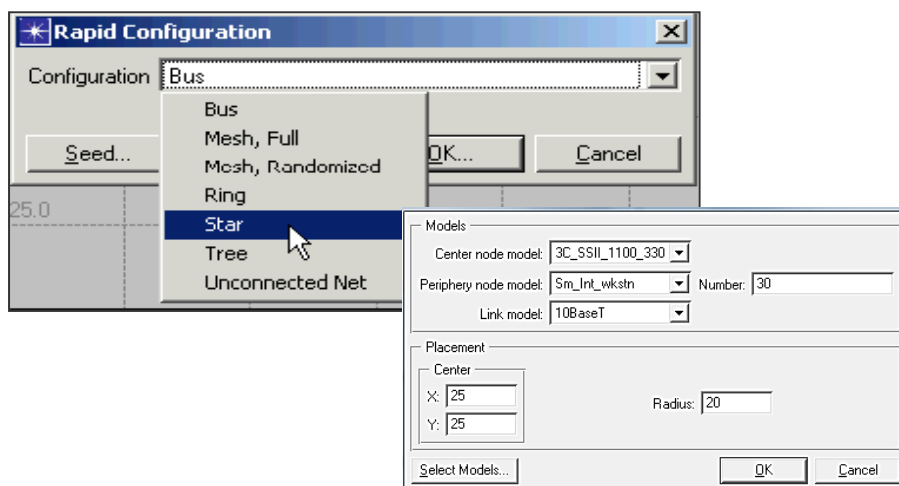 Rapid Configuration
Configuration Bus
Bus
Mesh, Full
Mesh, Randomized
Ring
Star
Tree
Unconnected Net
Seed...
OK...
Cancel
25.0
Models
Center node model: 3C_SSII_1100_330
Periphery node model: Sm_Int_wkstn Number: 30
Link model: 10BaseT
Placement
Center
X: 25
Y: 25
Radius: 20
Select Models...
OK
Cancel